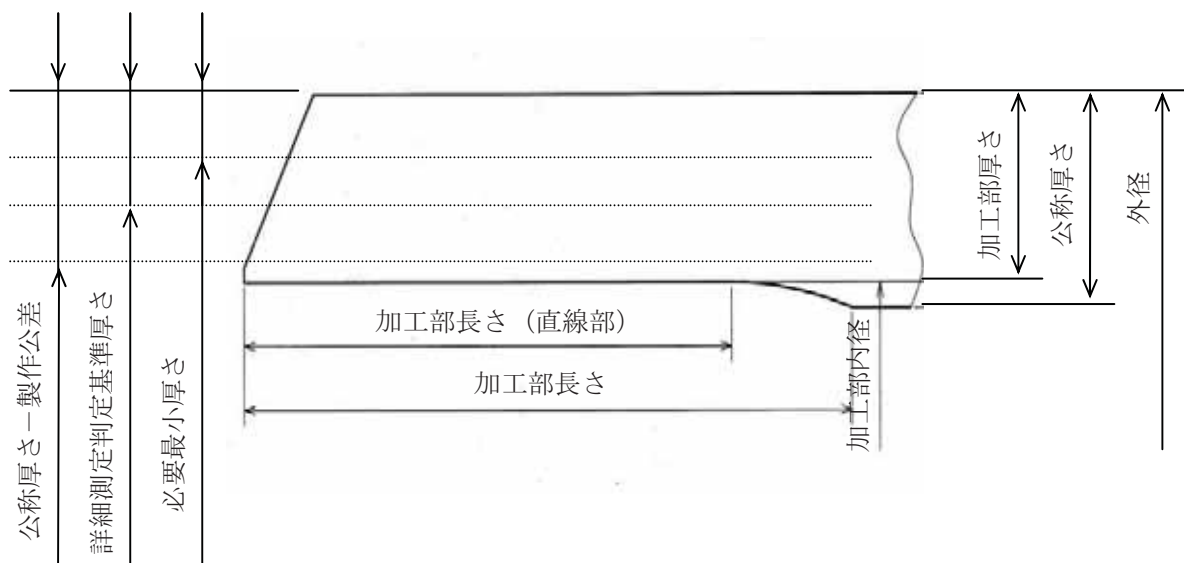 公称厚さ－製作公差
詳細測定判定基準厚さ
必要最小厚さ
加工部長さ（直線部）
加工部長さ
加工部内径
加工部厚さ
公称厚さ
外径